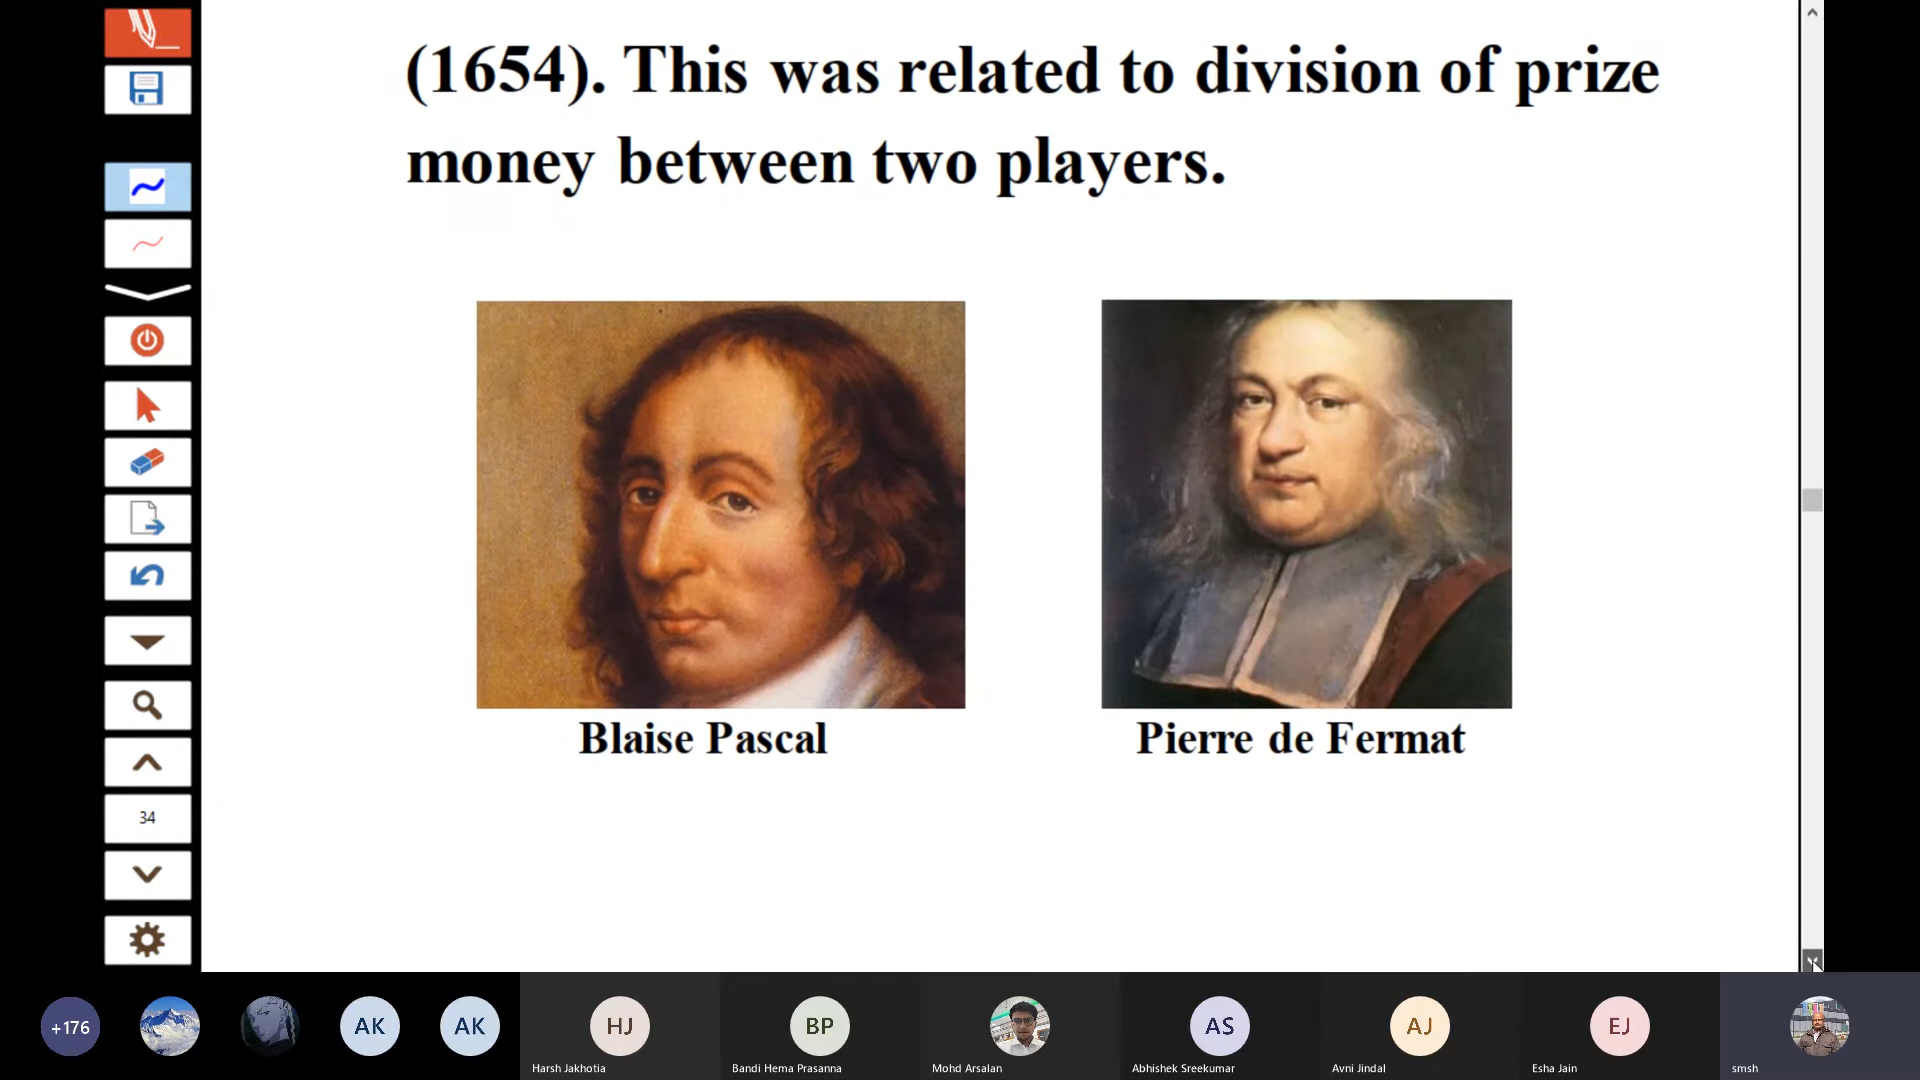 (1654). This was related to division of prize
money between two players.
Blaise Pascal
Pierre de Fermat
34
+176
AK
AK
HJ
Harsh Jakhotia
BP
Bandi Hema Prasanna
Mohd Arsalan
AS
Abhishek Sreekumar
AJ
Avni Jindal
EJ
Esha Jain
smsh